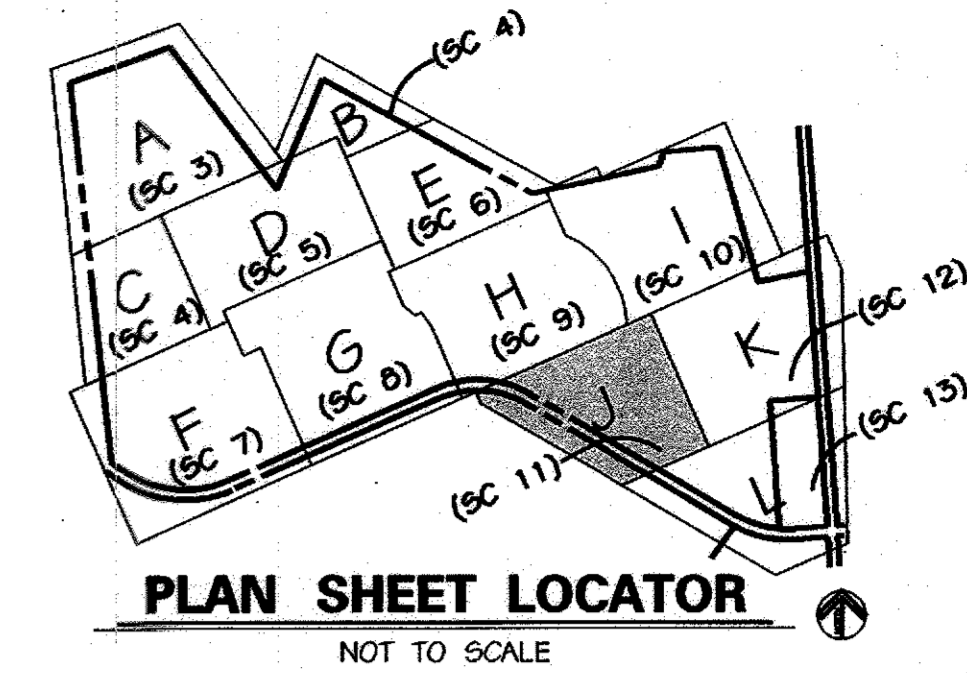 (SC 4)
B
A
(SC 3)
E
(SC 6)
D
(SC 5)
I
(SC 10)
C
(SC 4)
H
(SC 9)
(SC 12)
K
G
(SC 8)
J
(SC 13)
F
(SC 7)
(SC 11)
L
PLAN SHEET LOCATOR
NOT TO SCALE